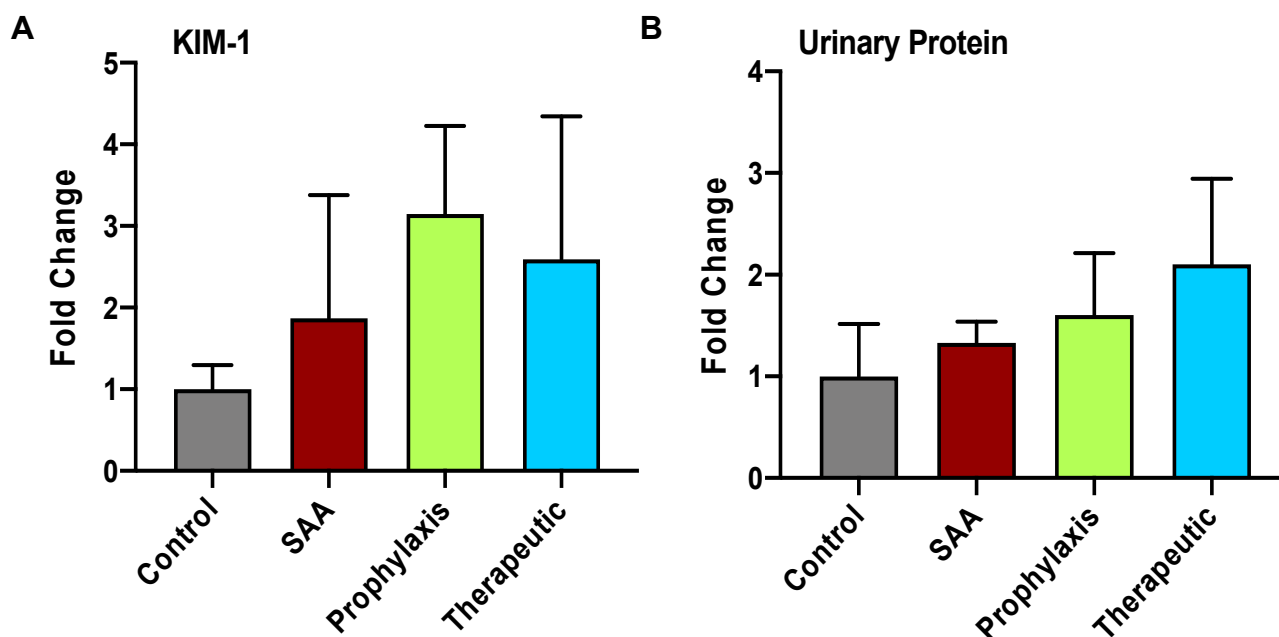 A
KIM-1
5
4
3
2
1
0
Fold Change
Control
SAA
Prophylaxis
Therapeutic
B
Urinary Protein
4
3
2
1
0
Fold Change
Control
SAA
Prophylaxis
Therapeutic